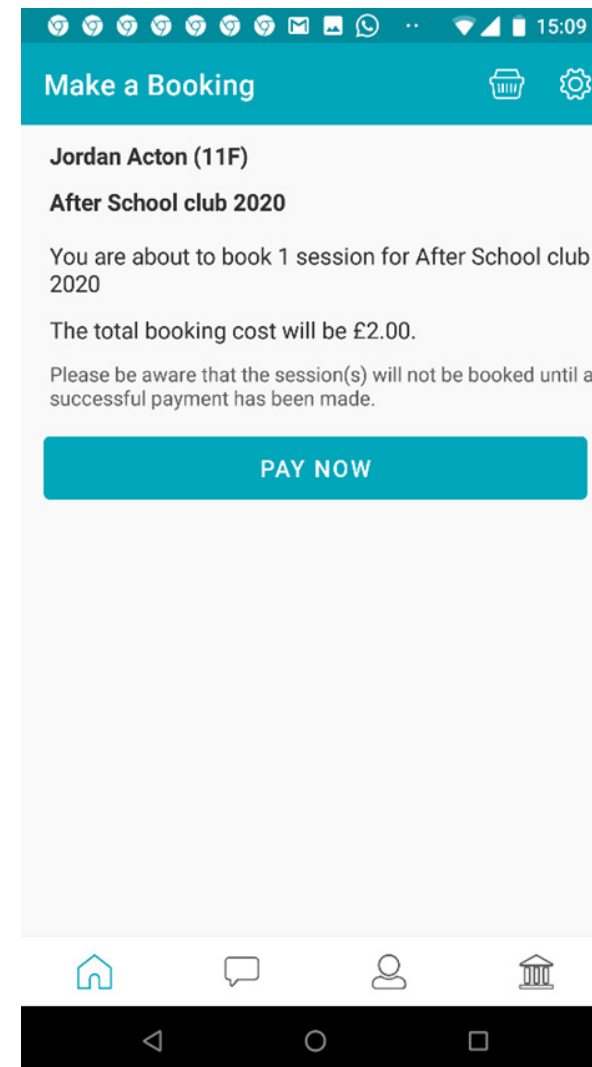 15:09
Make a Booking
Jordan Acton (11F)
After School club 2020
You are about to book 1 session for After School club
2020
The total booking cost will be £2.00.
Please be aware that the session(s) will not be booked until a
successful payment has been made.
PAY NOW